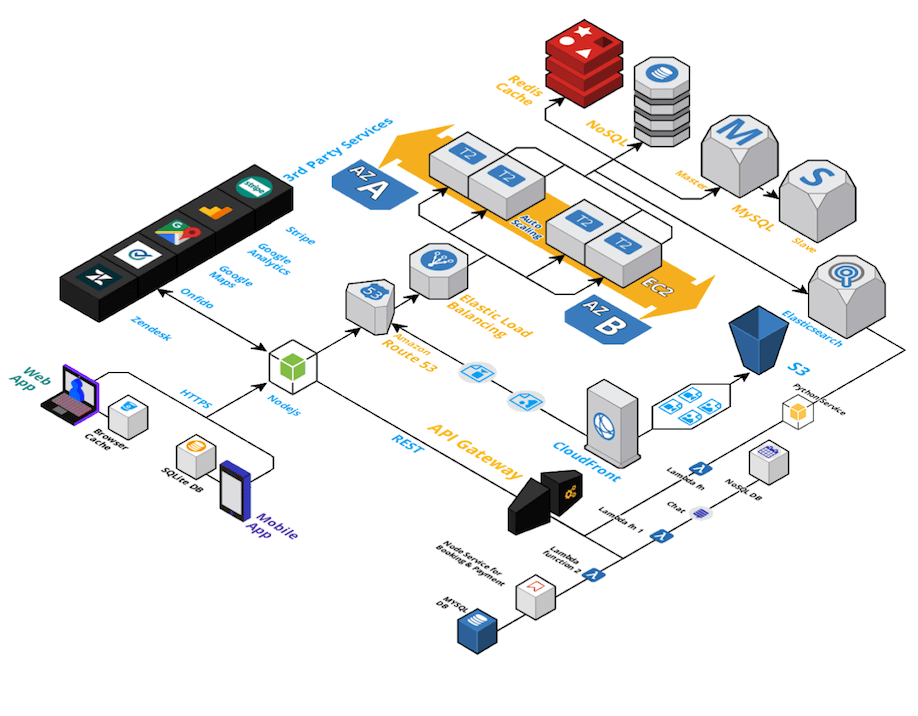 Redis
Cache
NoSQL
M
Master
MySQL
S
Slave
3rd Party Services
stripe
Stripe
Google
Analytics
G
Google
Maps
Onfido
Z
Zendesk
AZ
A
T2
T2
Auto
Scaling
T2
T2
EC2
AZ
B
Elasticsearch
53
Elastic Load
Balancing
Amazon
Route 53
S3
Web
App
Browser
Cache
HTTPS
Nodejs
SQLite DB
Mobile
App
REST
API Gateway
CloudFront
Python Service
Lambda fn
NoSQL DB
Chat
Lambda fn 1
Lambda
function 2
Node Service for
Booking & Payment
MYSQL
DB